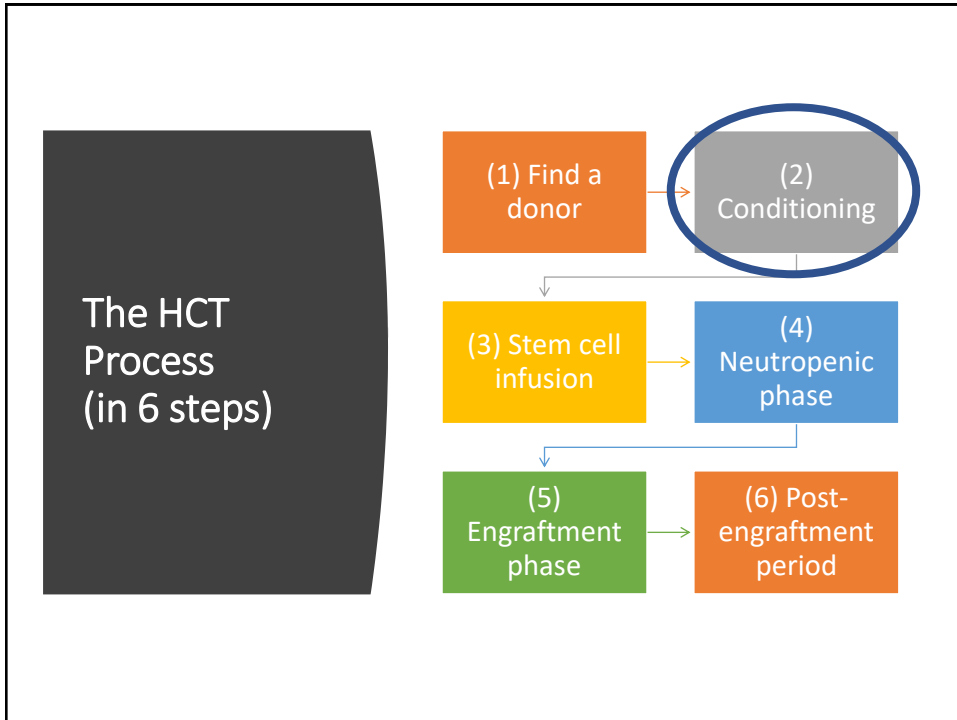 The HCT
Process
(in 6 steps)
(1) Find a
donor
(2)
Conditioning
(3) Stem cell
infusion
(4)
Neutropenic
phase
(5)
Engraftment
phase
(6) Post-
engraftment
period